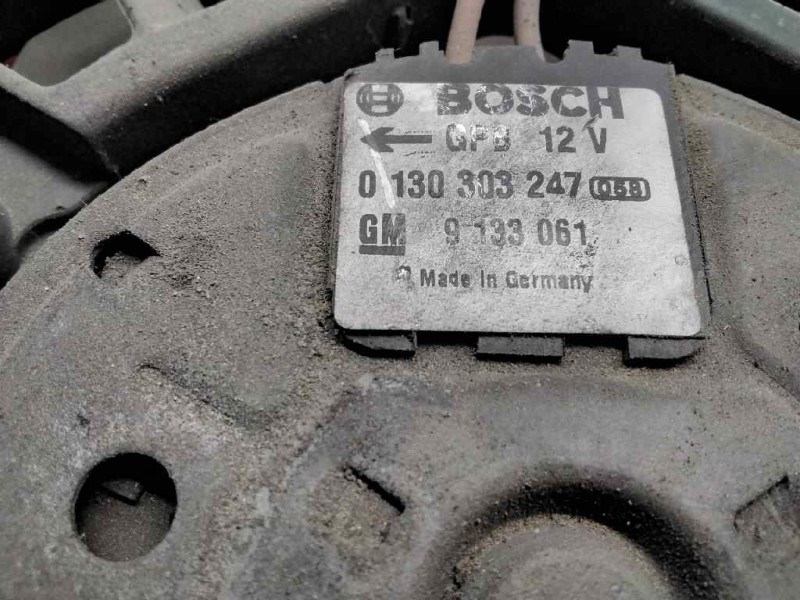 BOSCH
GPB 12 V
0 130 303 247 058
GM 9 133 061
Made in Germany